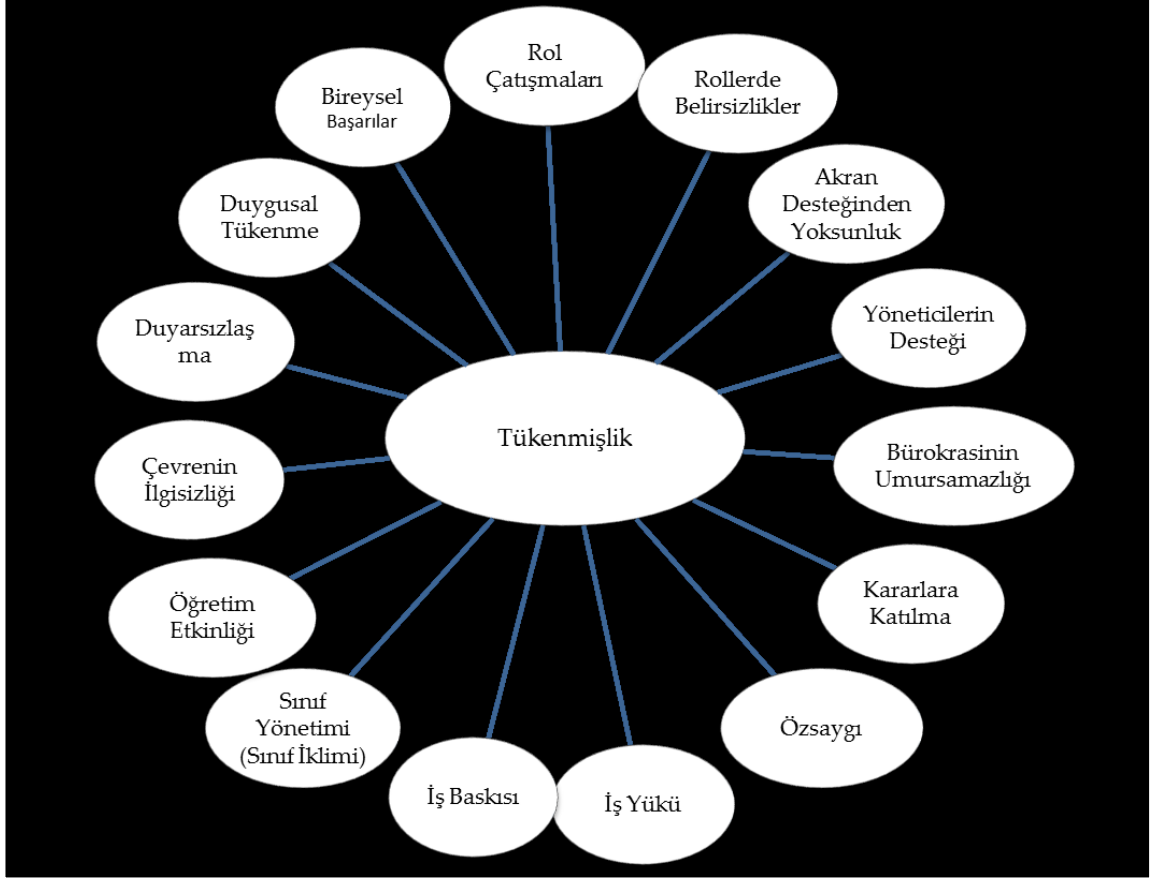 Rol
Çatışmaları
Rollerde
Belirsizlikler
Akran
Desteğinden
Yoksunluk
Yöneticilerin
Desteği
Bürokrasinin
Umursamazlığı
Kararlara
Katılma
Özsaygı
İş Yükü
İş Baskısı
Sınıf
Yönetimi
(Sınıf İklimi)
Öğretim
Etkinliği
Çevrenin
İlgisizliği
Duyarsızlaş
ma
Duygusal
Tükenme
Bireysel
Başarılar
Tükenmişlik